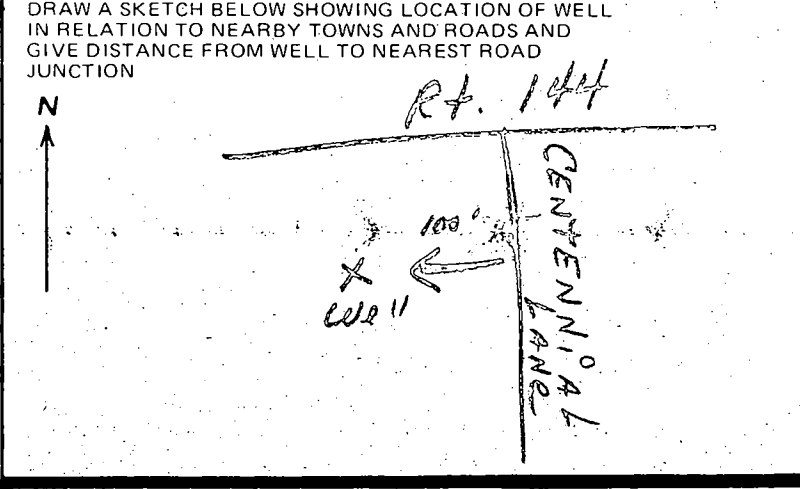 DRAW A SKETCH BELOW SHOWING LOCATION OF WELL
IN RELATION TO NEARBY TOWNS AND ROADS AND
GIVE DISTANCE FROM WELL TO NEAREST ROAD
JUNCTION
N
Rt. 144
CENTENNIAL
LANE
100'
X
Well